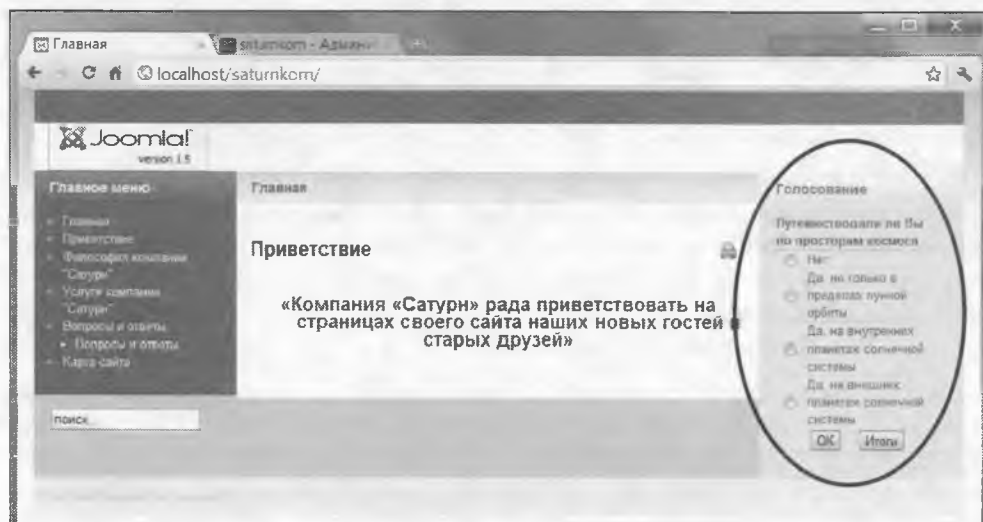 Главная
saturnkom - Админи
localhost/saturnkom/
Joomla!
version 1.5
Главное меню
Главная
Приветствие
Философия компании
"Сатурн"
Услуги компании
"Сатурн"
Вопросы и ответы
Вопросы и ответы
Карта сайта
поиск...
Главная
Приветствие
«Компания «Сатурн» рада приветствовать на
страницах своего сайта наших новых гостей и
старых друзей»
Голосование
Путешествовали ли Вы
по просторам космоса
Нет
Да, но только в
пределах лунной
орбиты
Да, на внутренних
планетах солнечной
системы
Да, на внешних
планетах солнечной
системы
OK
Итоги